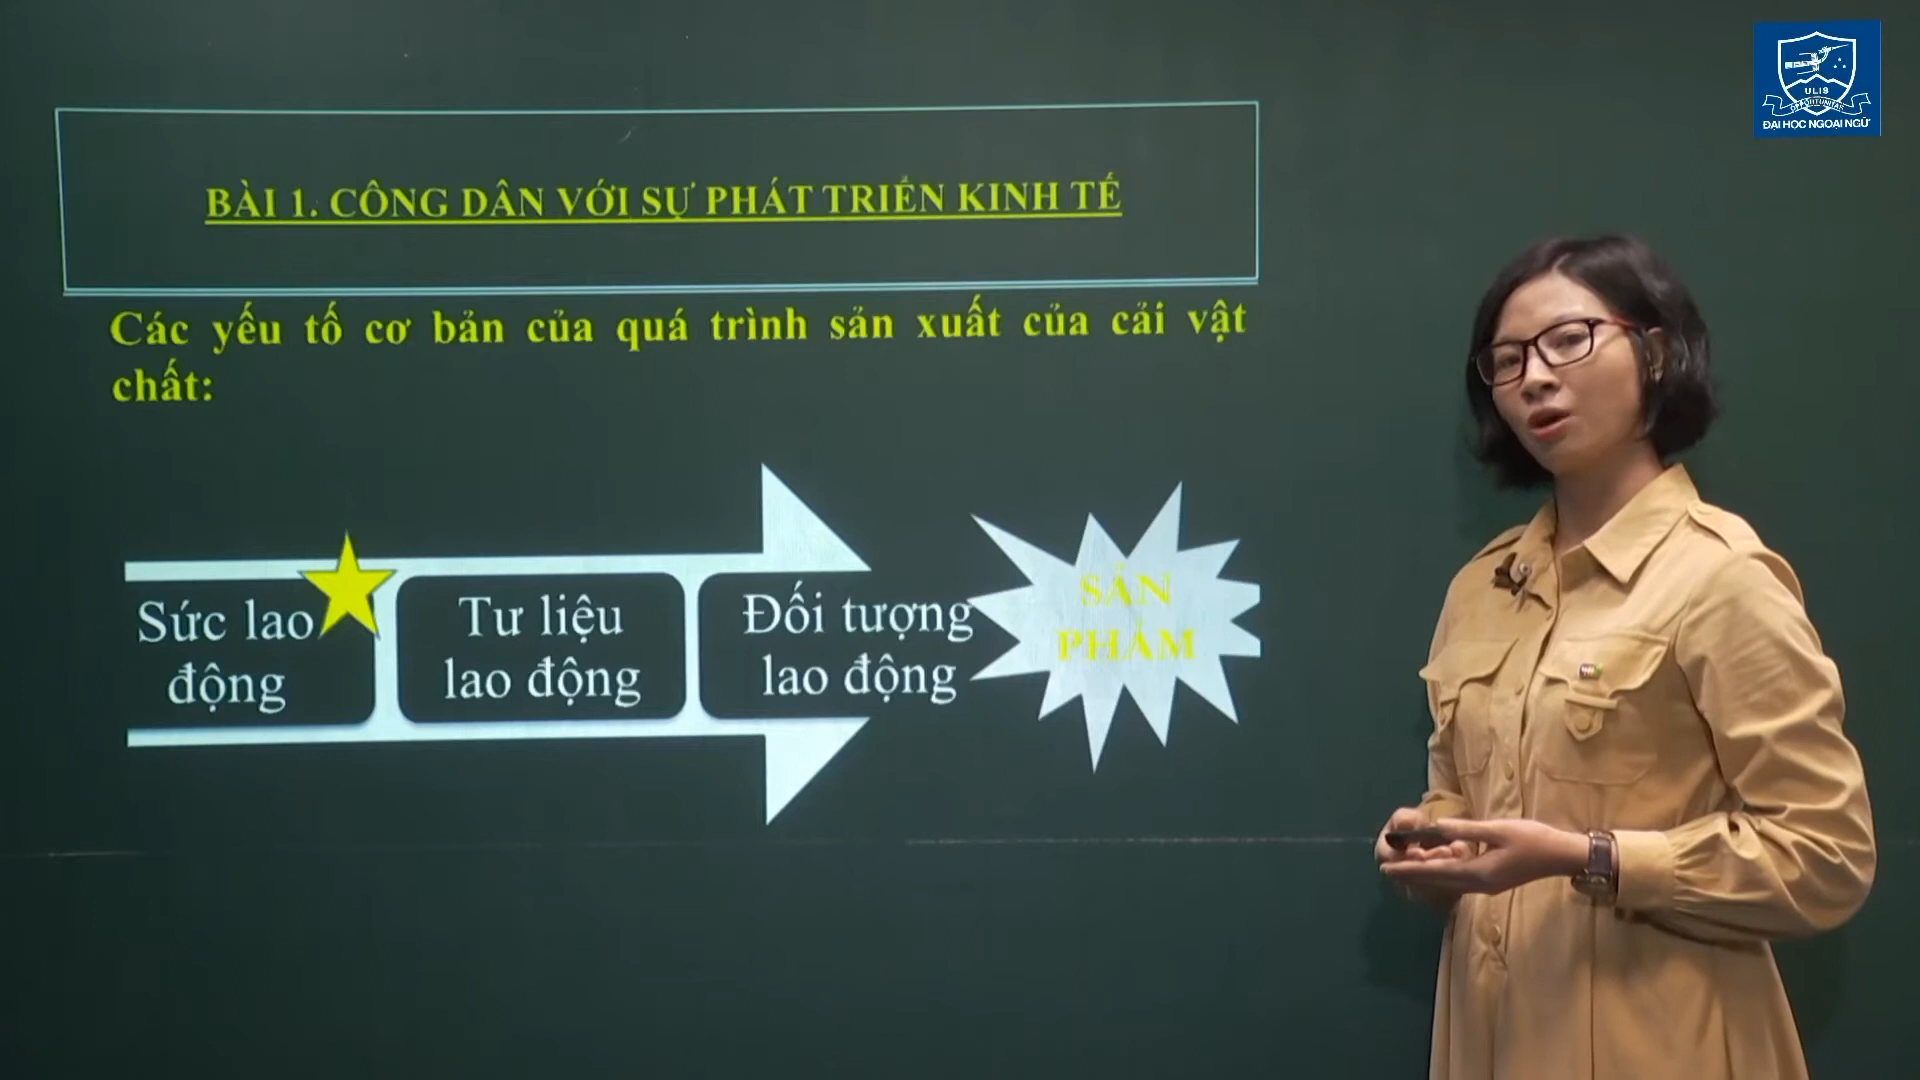 ULIS
ĐẠI HỌC NGOẠI NGỮ
BÀI 1. CÔNG DÂN VỚI SỰ PHÁT TRIỂN KINH TẾ
Các yếu tố cơ bản của quá trình sản xuất của cải vật
chất:
Sức lao
động
Tư liệu
lao động
Đối tượng
lao động
SẢN
PHẨM